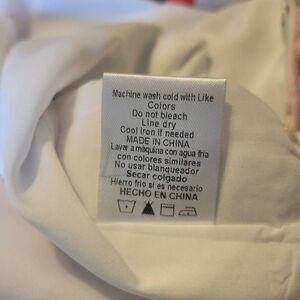 Machine wash cold with Like
Colors
Do not bleach
Line dry
Cool iron if needed
MADE IN CHINA
Lavar a maquina con agua fria
con colores similares
No usar blanqueador
Secar colgado
Hierro frio si es necesario
HECHO EN CHINA